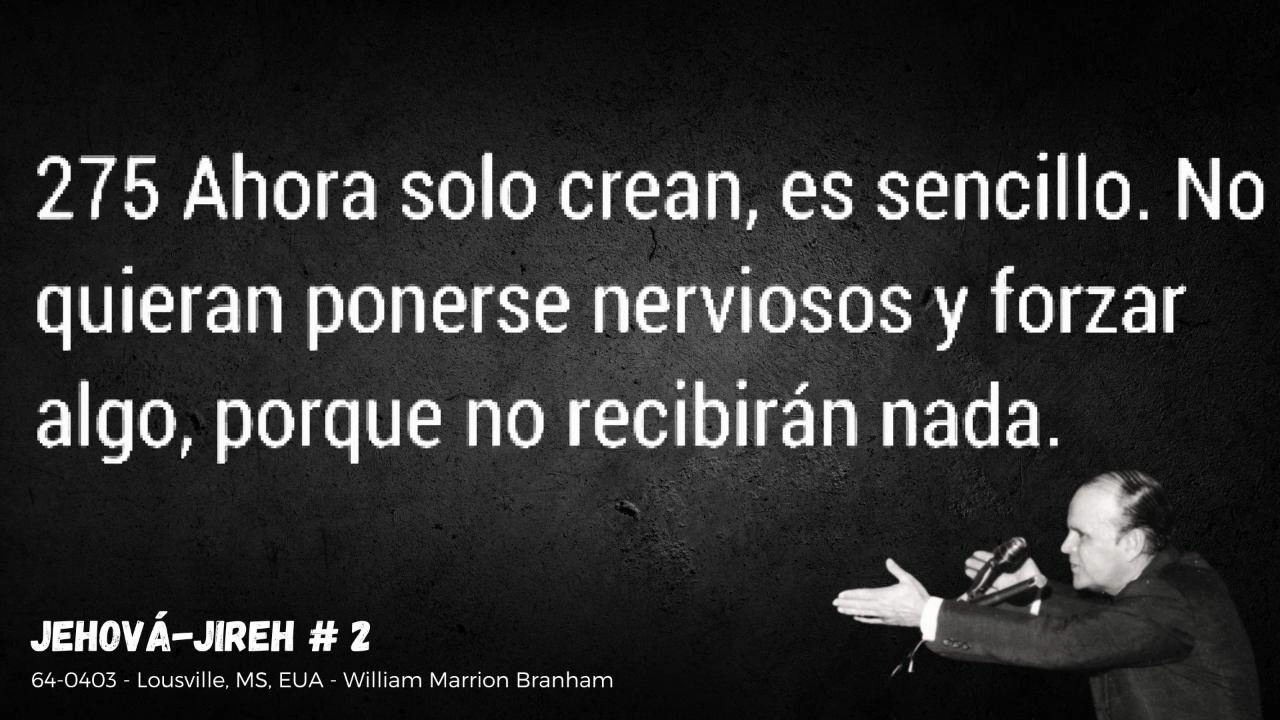 275 Ahora solo crean, es sencillo. No
quieran ponerse nerviosos y forzar
algo, porque no recibirán nada.
JEHOVÁ-JIREH # 2
64-0403 - Lousville, MS, EUA - William Marrion Branham